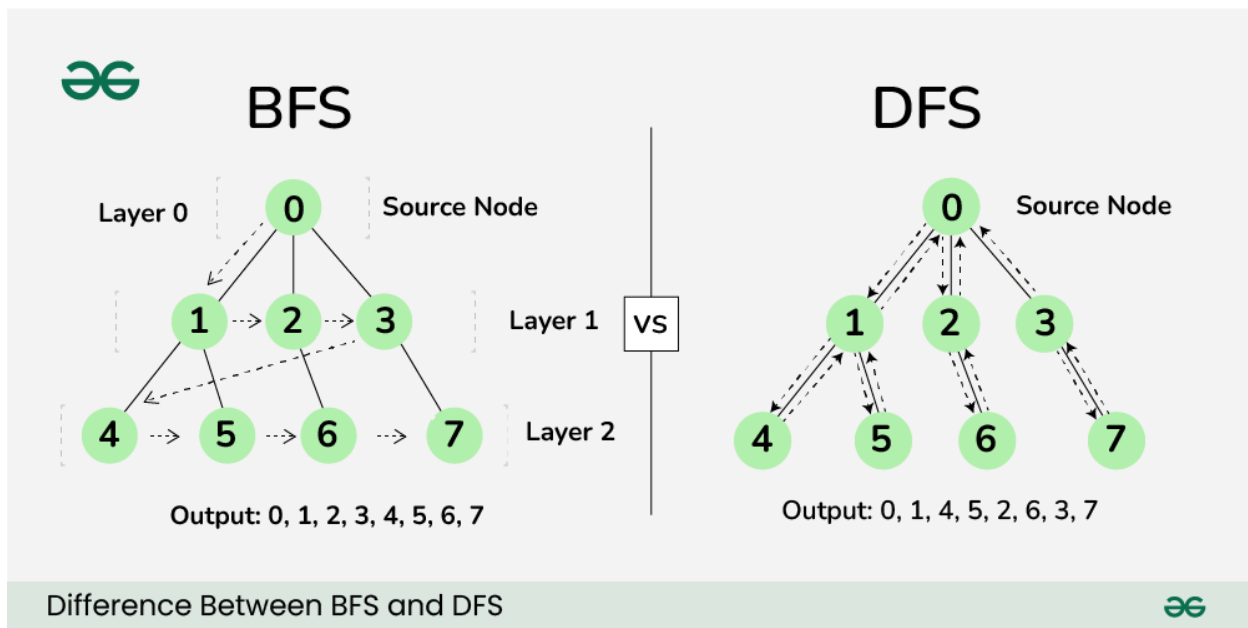 BFS
Layer 0
0
Source Node
1
2
3
Layer 1
4
5
6
7
Layer 2
Output: 0, 1, 2, 3, 4, 5, 6, 7
VS
DFS
0
Source Node
1
2
3
4
5
6
7
Output: 0, 1, 4, 5, 2, 6, 3, 7
Difference Between BFS and DFS